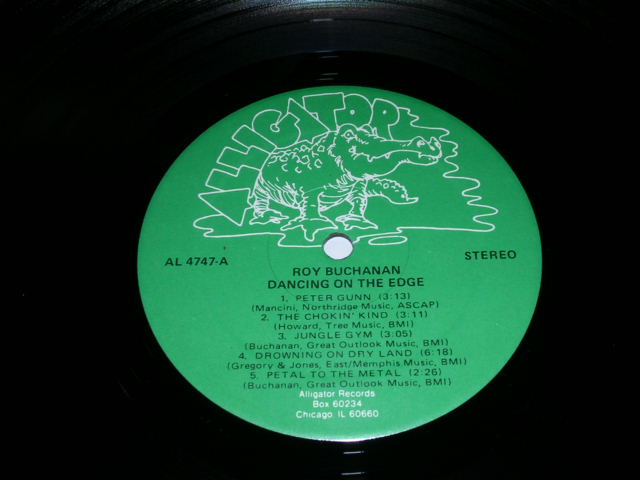 ALLIGATOR
AL 4747-A
STEREO
ROY BUCHANAN
DANCING ON THE EDGE
1. PETER GUNN (3:13)
(Mancini, Northridge Music, ASCAP)
2. THE CHOKIN' KIND (3:11)
(Howard, Tree Music, BMI)
3. JUNGLE GYM (3:05)
(Buchanan, Great Outlook Music, BMI)
4. DROWNING ON DRY LAND (6:18)
(Gregory & Jones, East/Memphis Music, BMI)
5. PETAL TO THE METAL (2:26)
(Buchanan, Great Outlook Music, BMI)
Alligator Records
Box 60234
Chicago, IL 60660